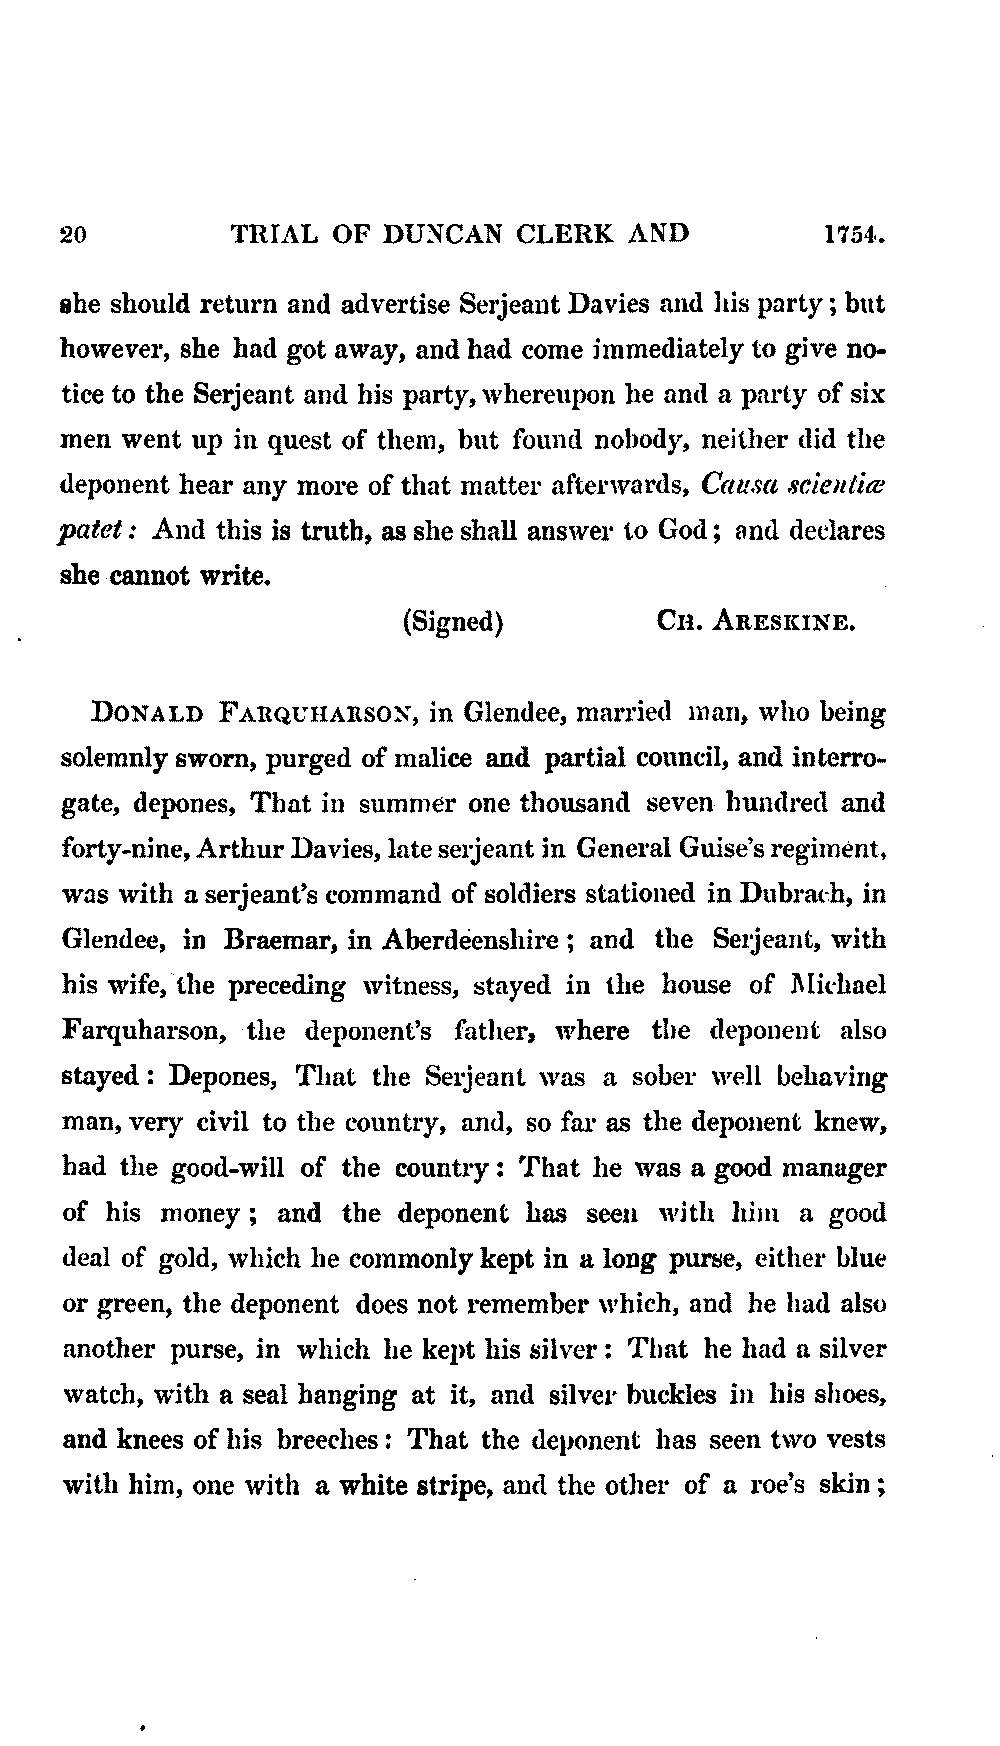 20 TRIAL OF DUNCAN CLERK AND 1754.
she should return and advertise Serjeant Davies and his party; but
however, she had got away, and had come immediately to give no-
tice to the Serjeant and his party, whereupon he and a party of six
men went up in quest of them, but found nobody, neither did the
deponent hear any more of that matter afterwards, Causa scientiæ
patet: And this is truth, as she shall answer to God; and declares
she cannot write.
(Signed) CH. ARESKINE.
DONALD FARQUHARSON, in Glendee, married man, who being
solemnly sworn, purged of malice and partial council, and interro-
gate, depones, That in summer one thousand seven hundred and
forty-nine, Arthur Davies, late serjeant in General Guise's regiment,
was with a serjeant's command of soldiers stationed in Dubrach, in
Glendee, in Braemar, in Aberdeenshire; and the Serjeant, with
his wife, the preceding witness, stayed in the house of Michael
Farquharson, the deponent's father, where the deponent also
stayed: Depones, That the Serjeant was a sober well behaving
man, very civil to the country, and, so far as the deponent knew,
had the good-will of the country: That he was a good manager
of his money; and the deponent has seen with him a good
deal of gold, which he commonly kept in a long purse, either blue
or green, the deponent does not remember which, and he had also
another purse, in which he kept his silver: That he had a silver
watch, with a seal hanging at it, and silver buckles in his shoes,
and knees of his breeches: That the deponent has seen two vests
with him, one with a white stripe, and the other of a roe's skin;